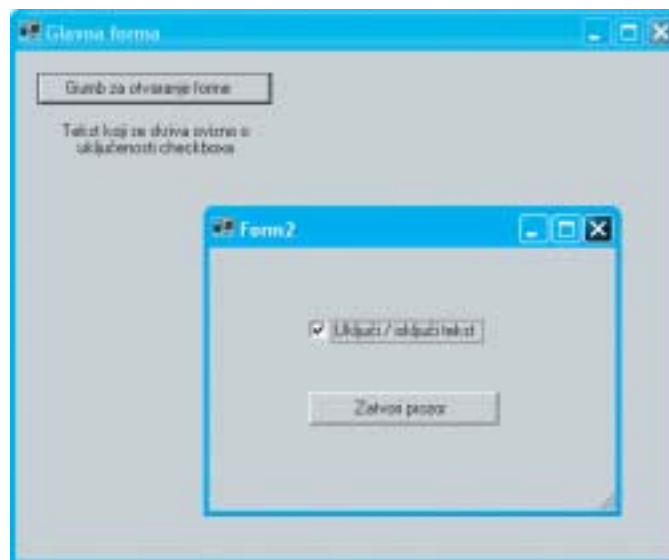 Glavna forma
Gumb za otvaranje forme
Tekst koji se skriva ovisno o
uključenosti checkboxa
Form2
Uključi / isključi tekst
Zatvori prozor